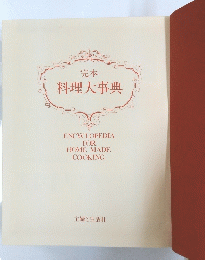 完本
料理大事典
ENCYCLOPEDIA
FOR
HOME MADE
COOKING